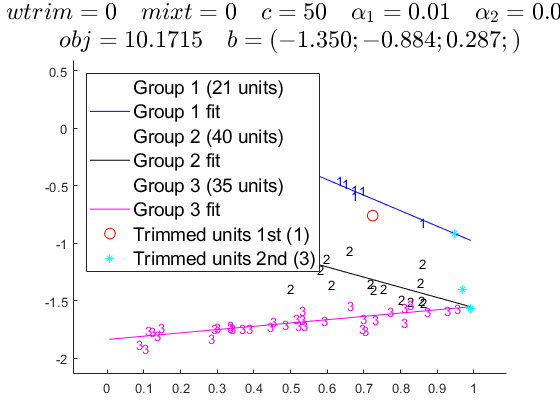 wtrim = 0 mixt = 0 c = 50 α₁ = 0.01 α₂ = 0.0
obj = 10.1715 b = (−1.350; −0.884; 0.287; )
0.5
Group 1 (21 units)
Group 1 fit
0
Group 2 (40 units)
Group 2 fit
-0.5
Group 3 (35 units)
Group 3 fit
Trimmed units 1st (1)
-1
Trimmed units 2nd (3)
-1.5
-2
0 0.1 0.2 0.3 0.4 0.5 0.6 0.7 0.8 0.9 1